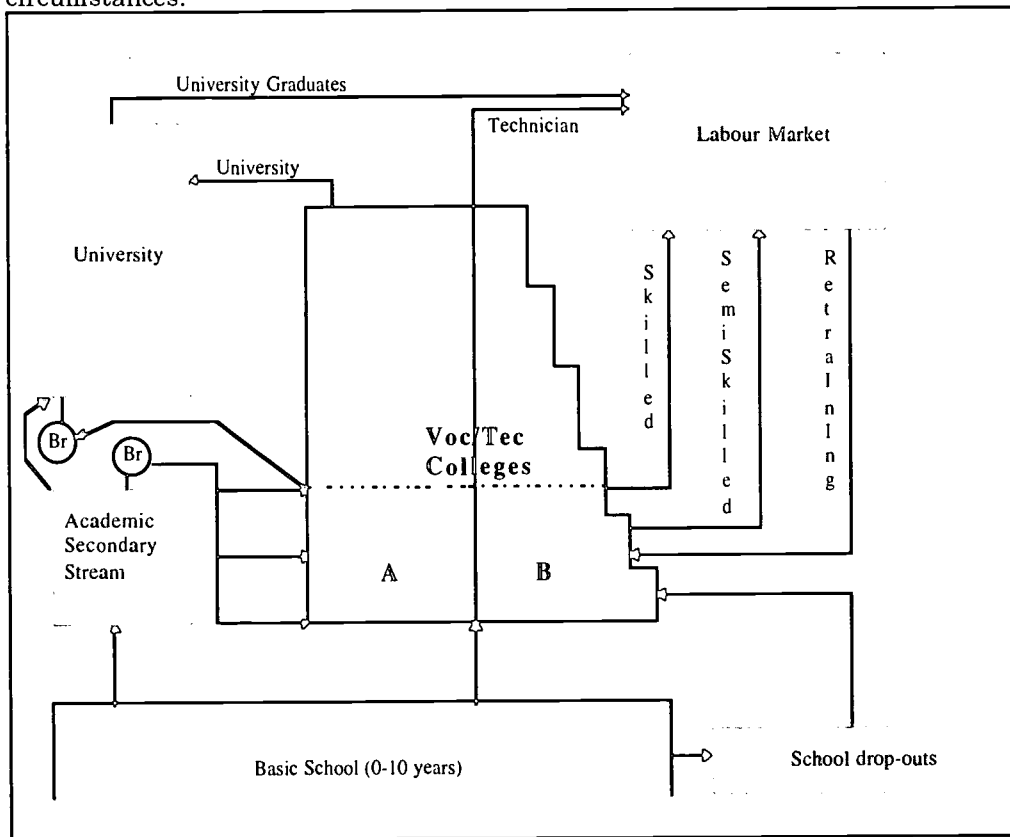 circumstances.
University Graduates
Technician
Labour Market
University
University
Skilled
SemiSkilled
RetraInIng
Br
Br
Voc/Tec
Colleges
Academic
Secondary
Stream
A
B
Basic School (0-10 years)
School drop-outs